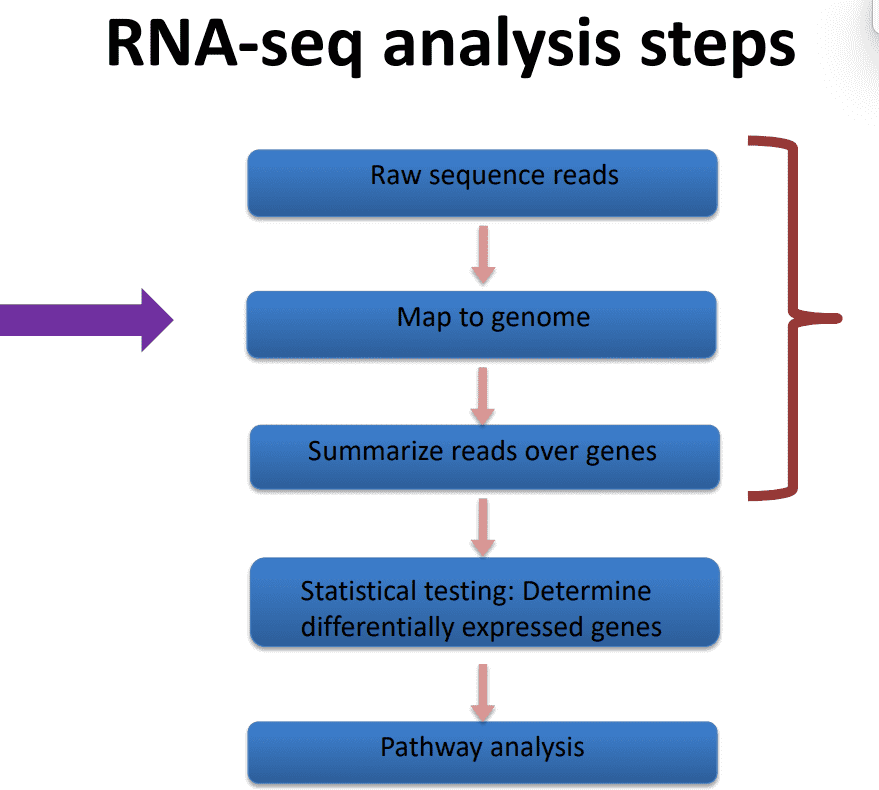 RNA-seq analysis steps
Raw sequence reads
Map to genome
Summarize reads over genes
Statistical testing: Determine
differentially expressed genes
Pathway analysis